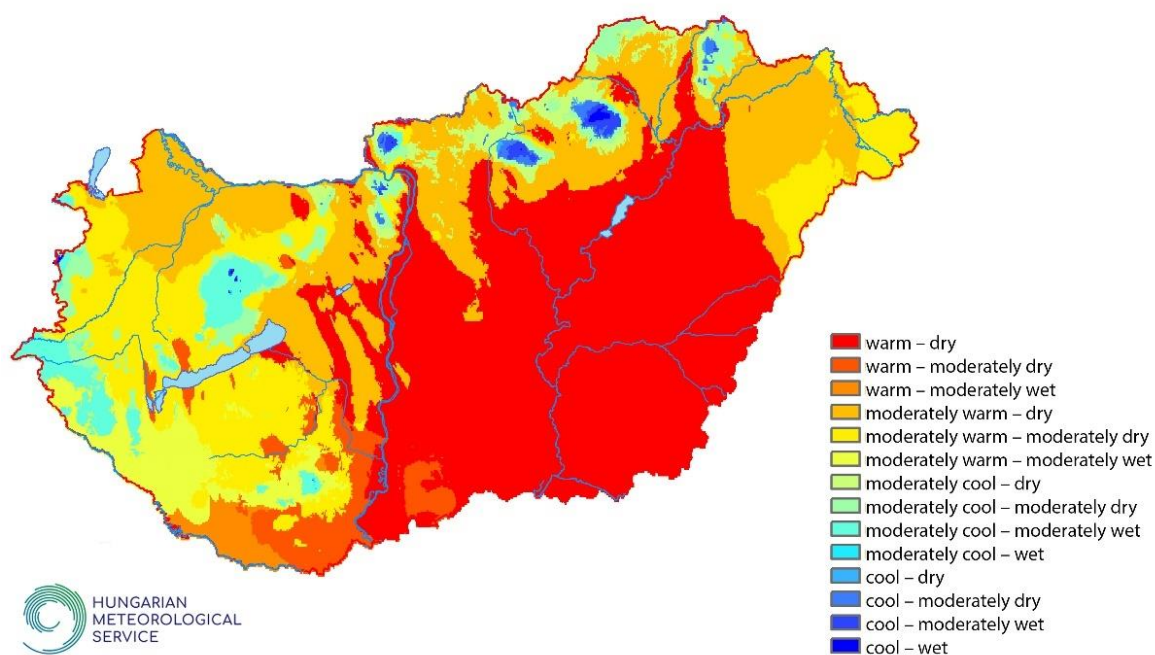 warm – dry
warm – moderately dry
warm – moderately wet
moderately warm – dry
moderately warm – moderately dry
moderately warm – moderately wet
moderately cool – dry
moderately cool – moderately dry
moderately cool – moderately wet
moderately cool – wet
cool – dry
cool – moderately dry
cool – moderately wet
cool – wet
HUNGARIAN
METEOROLOGICAL
SERVICE